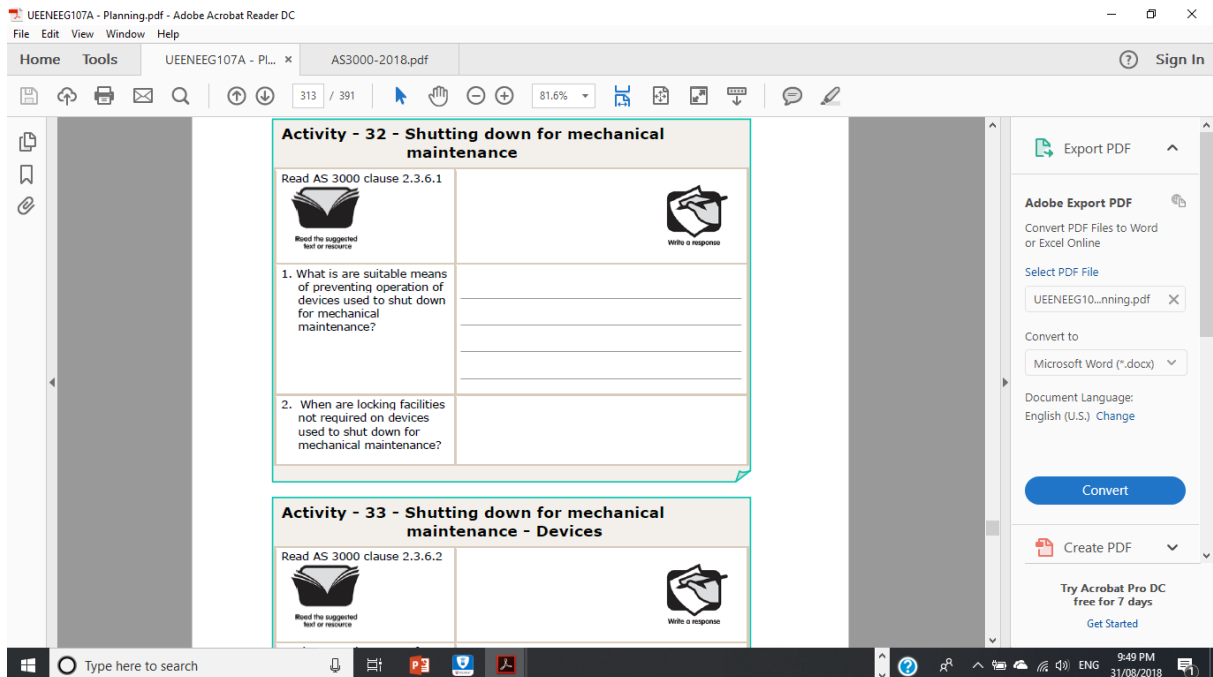 UEENEEG107A - Planning.pdf - Adobe Acrobat Reader DC
File Edit View Window Help
Home Tools UEENEEG107A - Pl... × AS3000-2018.pdf Sign In
313 / 391 81.6%
Activity - 32 - Shutting down for mechanical
maintenance
Read AS 3000 clause 2.3.6.1
Read the suggested
text or resource
Write a response
1. What is are suitable means
of preventing operation of
devices used to shut down
for mechanical
maintenance?
2. When are locking facilities
not required on devices
used to shut down for
mechanical maintenance?
Activity - 33 - Shutting down for mechanical
maintenance - Devices
Read AS 3000 clause 2.3.6.2
Read the suggested
text or resource
Write a response
Export PDF
Adobe Export PDF
Convert PDF Files to Word
or Excel Online
Select PDF File
UEENEEG10...nning.pdf
Convert to
Microsoft Word (*.docx)
Document Language:
English (U.S.) Change
Convert
Create PDF
Try Acrobat Pro DC
free for 7 days
Get Started
Type here to search
ENG
9:49 PM
31/08/2018